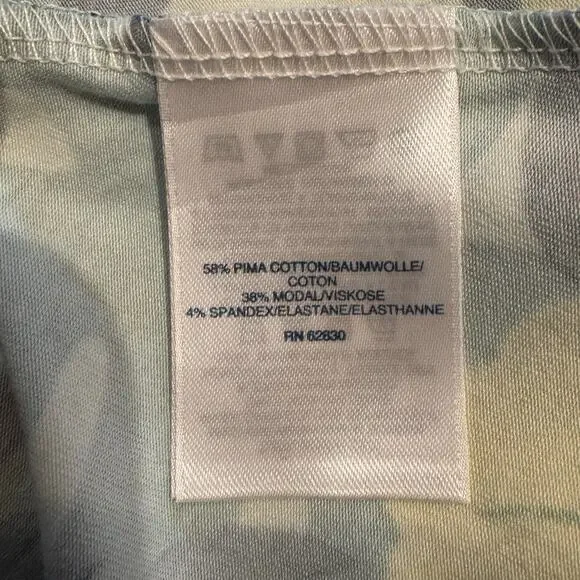 58% PIMA COTTON/BAUMWOLLE/
COTON
38% MODAL/VISKOSE
4% SPANDEX/ELASTANE/ELASTHANNE
RN 62830